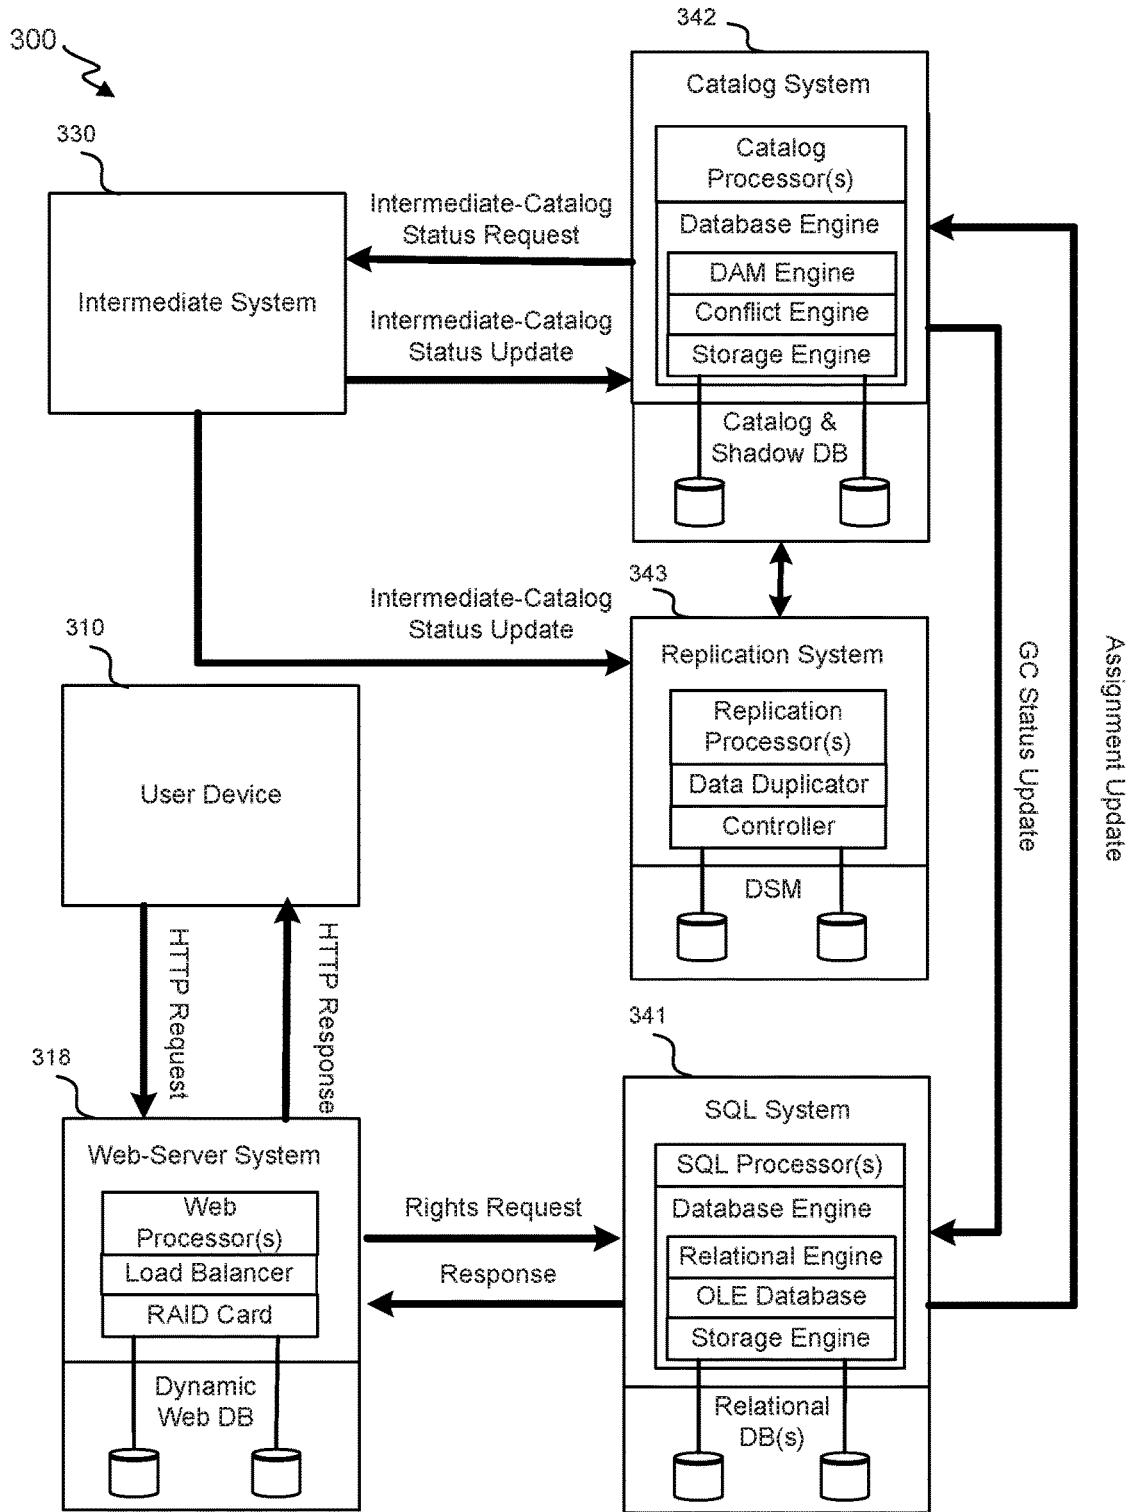 300
342
Catalog System
Catalog
Processor(s)
Database Engine
DAM Engine
Conflict Engine
Storage Engine
Catalog &
Shadow DB
330
Intermediate System
Intermediate-Catalog
Status Request
Intermediate-Catalog
Status Update
Intermediate-Catalog
Status Update
343
Replication System
Replication
Processor(s)
Data Duplicator
Controller
DSM
GC Status Update
Assignment Update
310
User Device
HTTP Request
HTTP Response
318
Web-Server System
Web
Processor(s)
Load Balancer
RAID Card
Dynamic
Web DB
Rights Request
Response
341
SQL System
SQL Processor(s)
Database Engine
Relational Engine
OLE Database
Storage Engine
Relational
DB(s)